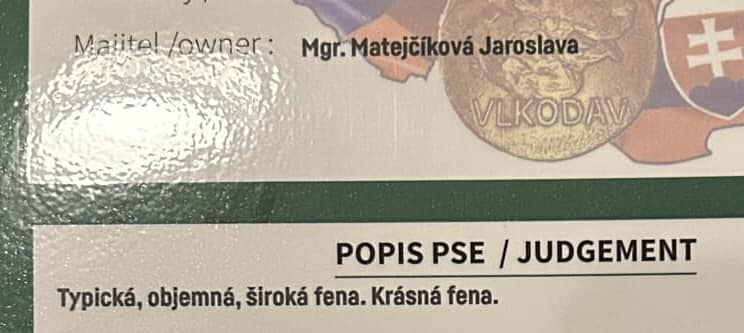 Majitel /owner : Mgr. Matejčíková Jaroslava
VLKODAV
POPIS PSE / JUDGEMENT
Typická, objemná, široká fena. Krásná fena.